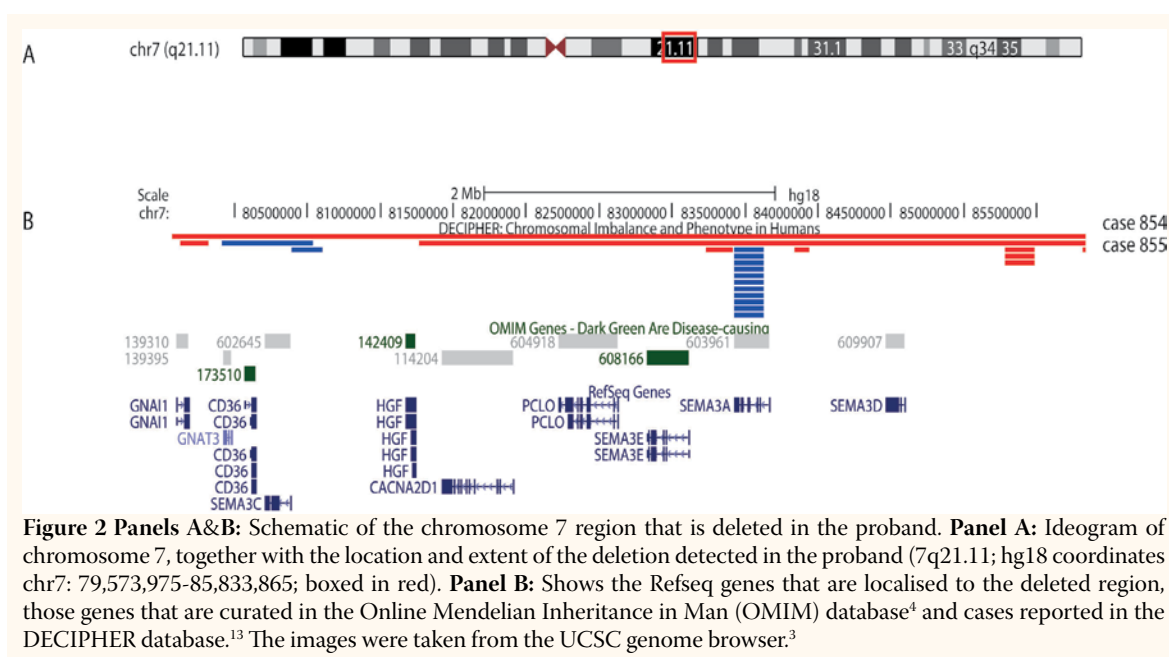 A
chr7 (q21.11)
21.11
31.1
33 q34 35
B
Scale
2 Mb
hg18
chr7:
80500000| 81000000| 81500000| 82000000| 82500000| 83000000| 83500000| 84000000| 84500000| 85000000| 85500000|
DECIPHER: Chromosomal Imbalance and Phenotype in Humans
case 854
case 855
OMIM Genes - Dark Green Are Disease-causing
139310 602645 142409 604918 603961 609907
139395 114204 608166
173510
RefSeq Genes
GNAI1 CD36 HGF PCLO SEMA3A SEMA3D
GNAI1 CD36 HGF PCLO
GNAT3 HGF SEMA3E
CD36 HGF SEMA3E
CD36 HGF
CD36 CACNA2D1
SEMA3C
Figure 2 Panels A&B: Schematic of the chromosome 7 region that is deleted in the proband. Panel A: Ideogram of
chromosome 7, together with the location and extent of the deletion detected in the proband (7q21.11; hg18 coordinates
chr7: 79,573,975-85,833,865; boxed in red). Panel B: Shows the Refseq genes that are localised to the deleted region,
those genes that are curated in the Online Mendelian Inheritance in Man (OMIM) database4 and cases reported in the
DECIPHER database.13 The images were taken from the UCSC genome browser.3